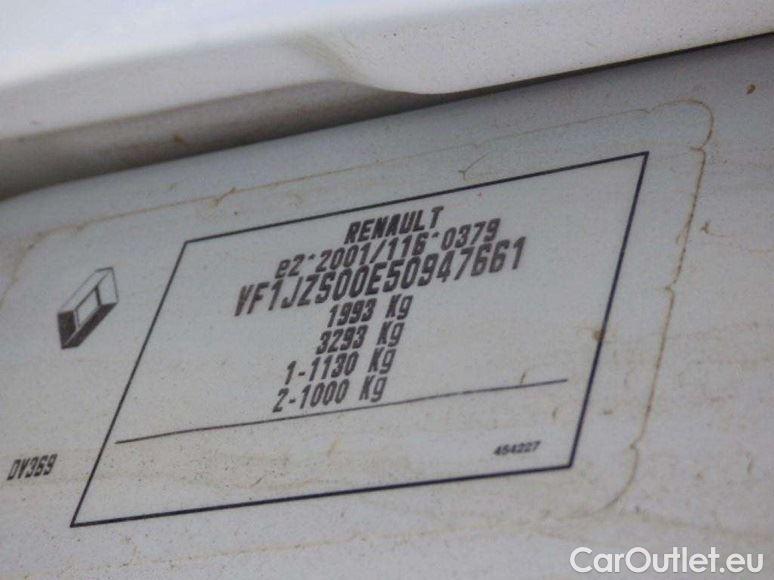 RENAULT
e2*2001/116*0379
VF1JZS00E50947661
1993 Kg
3293 Kg
1-1130 Kg
2-1000 Kg
DV369
454227
CarOutlet.eu